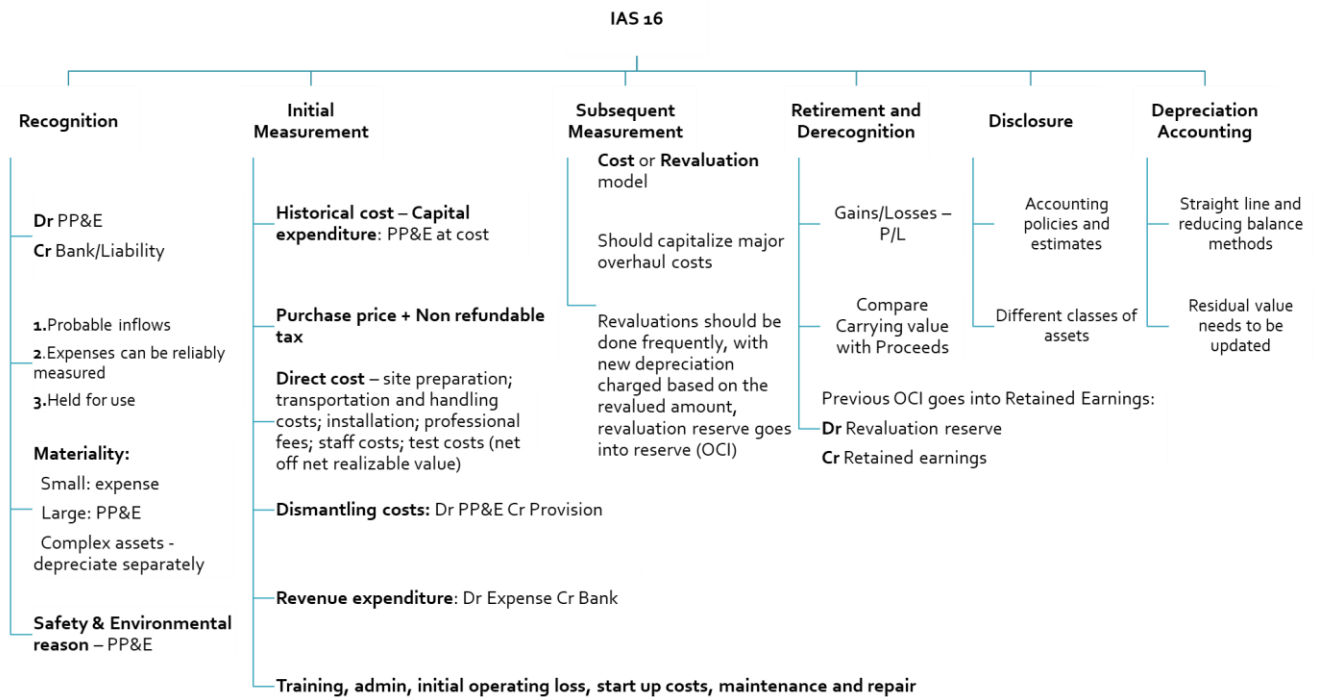 IAS 16
Recognition
Dr PP&E
Cr Bank/Liability
1.Probable inflows
2.Expenses can be reliably
measured
3.Held for use
Materiality:
Small: expense
Large: PP&E
Complex assets -
depreciate separately
Safety & Environmental
reason – PP&E
Initial
Measurement
Historical cost – Capital
expenditure: PP&E at cost
Purchase price + Non refundable
tax
Direct cost – site preparation;
transportation and handling
costs; installation; professional
fees; staff costs; test costs (net
off net realizable value)
Dismantling costs: Dr PP&E Cr Provision
Revenue expenditure: Dr Expense Cr Bank
Training, admin, initial operating loss, start up costs, maintenance and repair
Subsequent
Measurement
Cost or Revaluation
model
Should capitalize major
overhaul costs
Revaluations should be
done frequently, with
new depreciation
charged based on the
revalued amount,
revaluation reserve goes
into reserve (OCI)
Retirement and
Derecognition
Gains/Losses –
P/L
Compare
Carrying value
with Proceeds
Previous OCI goes into Retained Earnings:
Dr Revaluation reserve
Cr Retained earnings
Disclosure
Accounting
policies and
estimates
Different classes of
assets
Depreciation
Accounting
Straight line and
reducing balance
methods
Residual value
needs to be
updated